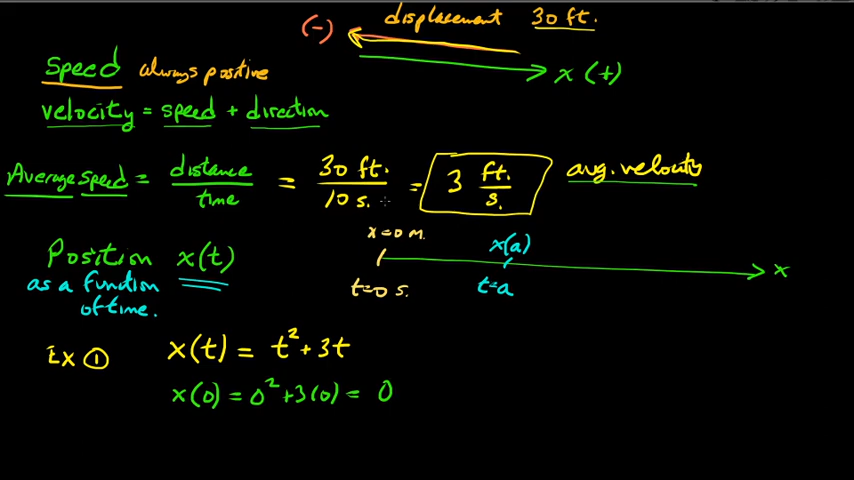 displacement 30 ft.
(-)
x (+)
Speed always positive
velocity = speed + direction
Average speed = distance / time = 30 ft. / 10 s. = 3 ft. / s. avg. velocity
x=0 m.
Position x(t)
x(a)
x
as a function
of time.
t=0 s.
t=a
Ex ① x(t) = t² + 3t
x(0) = 0² + 3(0) = 0